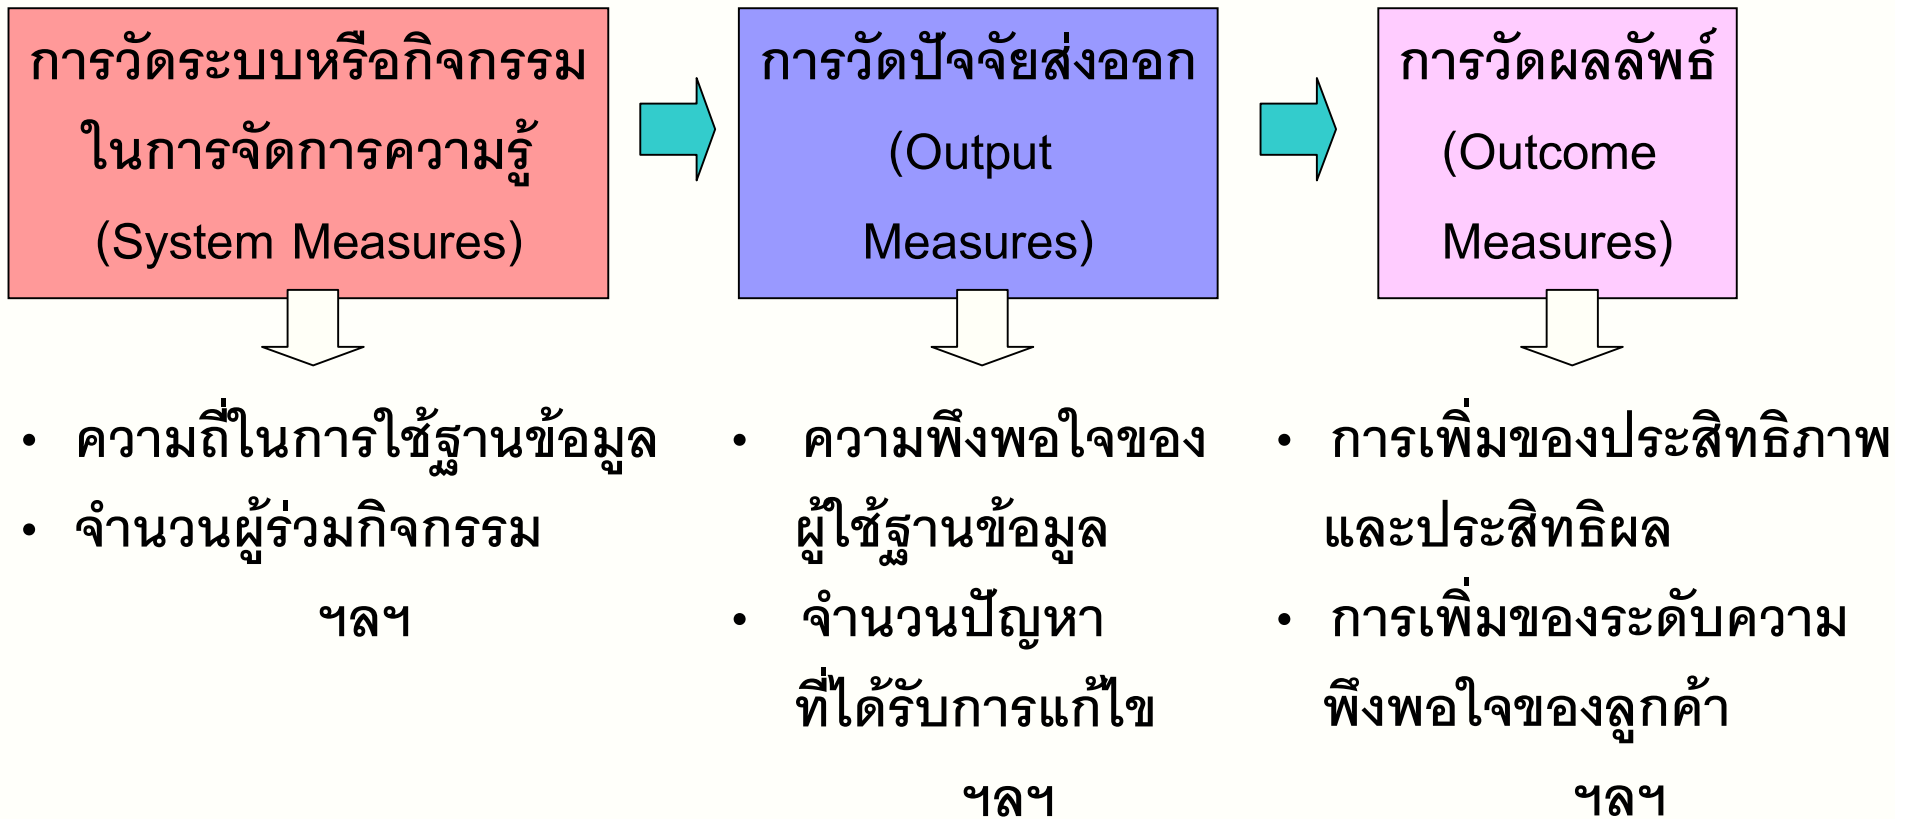 การวัดระบบหรือกิจกรรม
ในการจัดการความรู้
(System Measures)
การวัดปัจจัยส่งออก
(Output
Measures)
การวัดผลลัพธ์
(Outcome
Measures)
• ความถี่ในการใช้ฐานข้อมูล
• จำนวนผู้ร่วมกิจกรรม
ฯลฯ
• ความพึงพอใจของ
ผู้ใช้ฐานข้อมูล
• จำนวนปัญหา
ที่ได้รับการแก้ไข
ฯลฯ
• การเพิ่มของประสิทธิภาพ
และประสิทธิผล
• การเพิ่มของระดับความ
พึงพอใจของลูกค้า
ฯลฯ